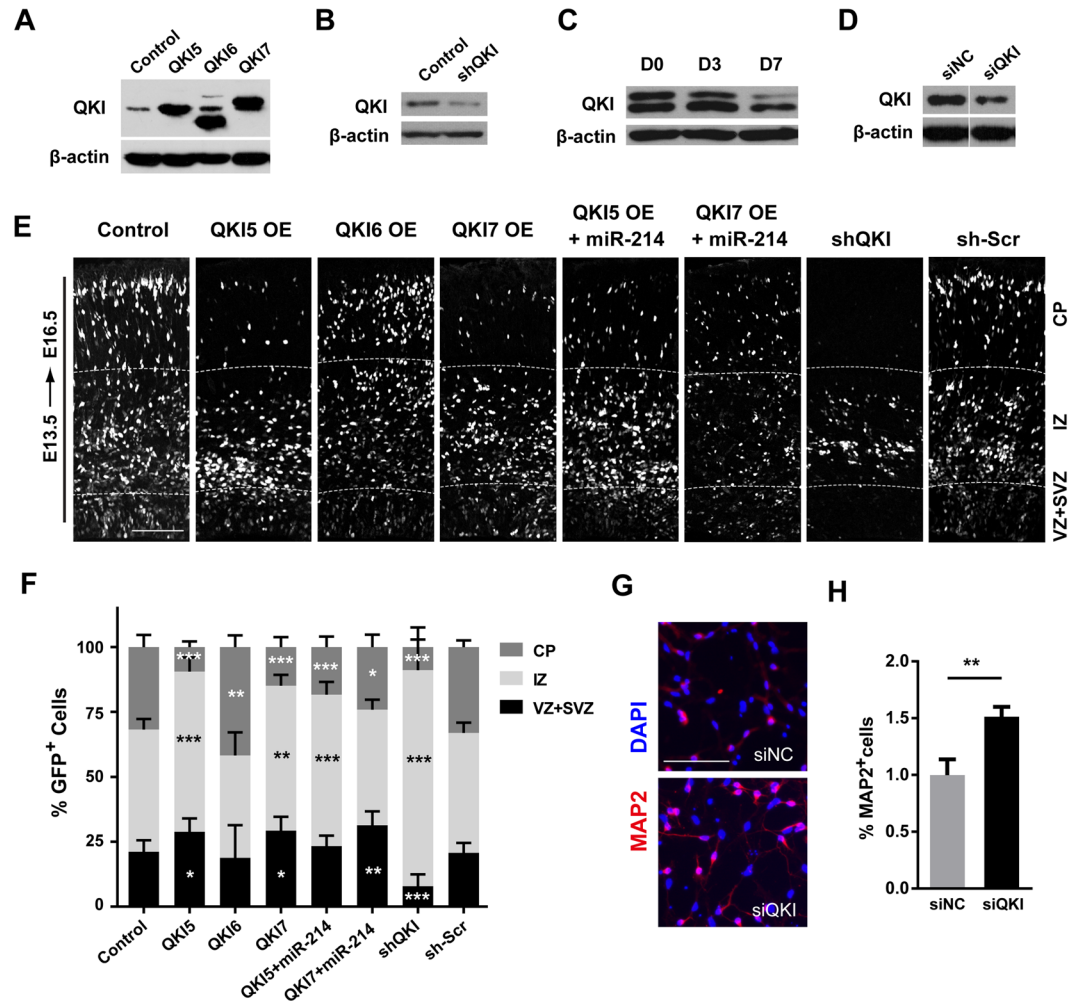 A
Control
QKI5
QKI6
QKI7
QKI
β-actin
B
Control
shQKI
QKI
β-actin
C
D0 D3 D7
QKI
β-actin
D
siNC
siQKI
QKI
β-actin
E
Control
QKI5 OE
QKI6 OE
QKI7 OE
QKI5 OE
+ miR-214
QKI7 OE
+ miR-214
shQKI
sh-Scr
E13.5
E16.5
CP
IZ
VZ+SVZ
F
% GFP+ Cells
100
75
50
25
0
***
***
*
**
***
**
*
***
***
*
**
***
***
***
CP
IZ
VZ+SVZ
Control
QKI5
QKI6
QKI7
QKI5+miR-214
QKI7+miR-214
shQKI
sh-Scr
G
DAPI
MAP2
siNC
siQKI
H
% MAP2+cells
2.0
1.5
1.0
0.5
0.0
**
siNC
siQKI